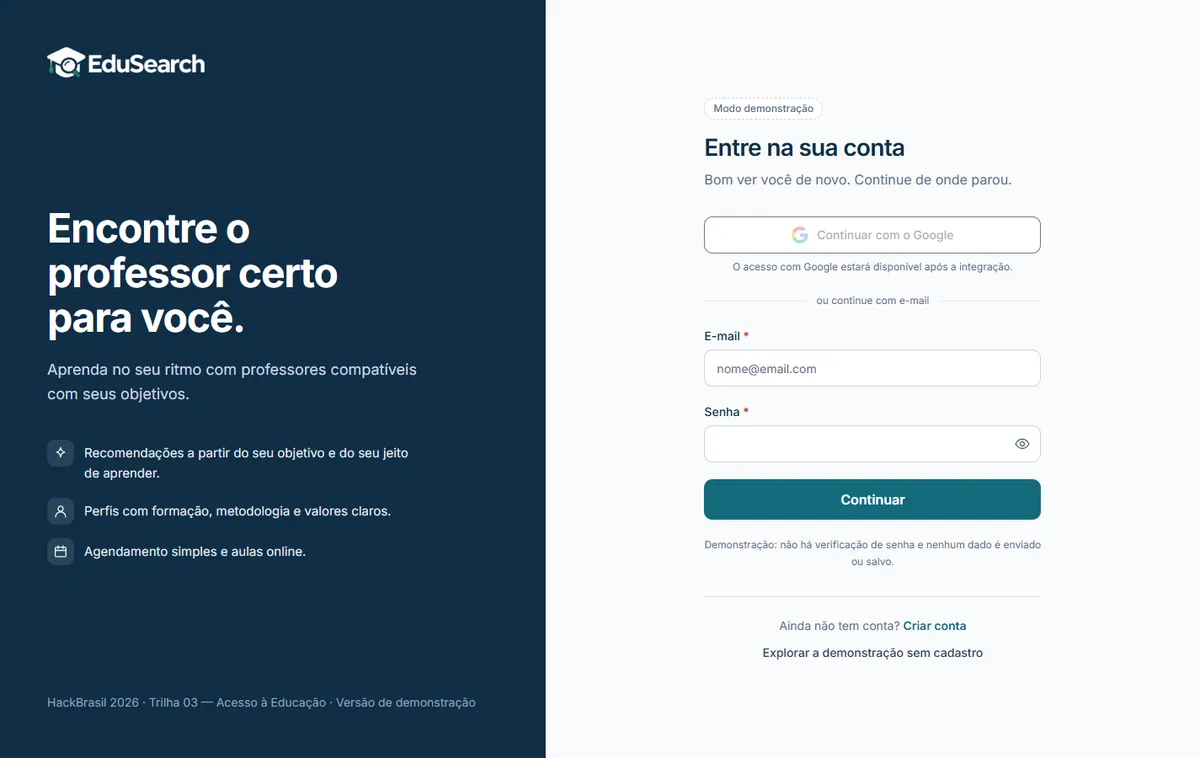 EduSearch
Encontre o
professor certo
para você.
Aprenda no seu ritmo com professores compatíveis
com seus objetivos.
Recomendações a partir do seu objetivo e do seu jeito
de aprender.
Perfis com formação, metodologia e valores claros.
Agendamento simples e aulas online.
HackBrasil 2026 · Trilha 03 — Acesso à Educação · Versão de demonstração
Modo demonstração
Entre na sua conta
Bom ver você de novo. Continue de onde parou.
Continuar com o Google
O acesso com Google estará disponível após a integração.
ou continue com e-mail
E-mail *
nome@email.com
Senha *
Continuar
Demonstração: não há verificação de senha e nenhum dado é enviado
ou salvo.
Ainda não tem conta? Criar conta
Explorar a demonstração sem cadastro